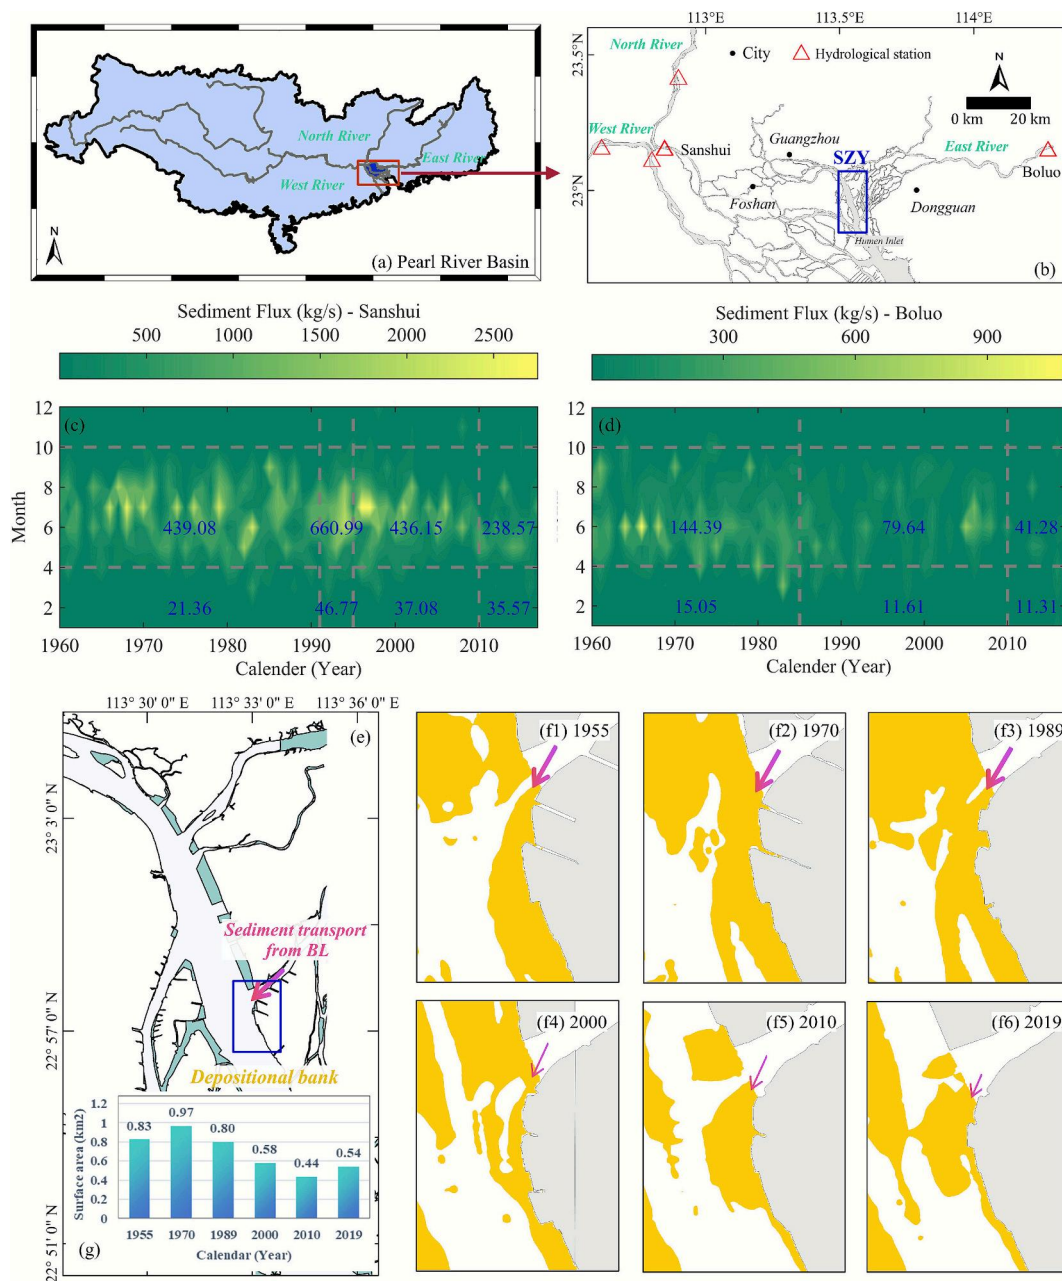 113°E 113.5°E 114°E
North River
City
Hydrological station
N
0 km 20 km
23.5°N
West River
Sanshui
Guangzhou
SZY
East River
Boluo
23°N
Foshan
Dongguan
Humen Inlet
(b)
North River
East River
West River
N
(a) Pearl River Basin
Sediment Flux (kg/s) - Sanshui
500 1000 1500 2000 2500
Sediment Flux (kg/s) - Boluo
300 600 900
(c)
Month
12
10
8
6
4
2
439.08 660.99 436.15 238.57
21.36 46.77 37.08 35.57
1960 1970 1980 1990 2000 2010
Calender (Year)
(d)
12
10
8
6
4
2
144.39 79.64 41.28
15.05 11.61 11.31
1960 1970 1980 1990 2000 2010
Calender (Year)
113° 30' 0" E 113° 33' 0" E 113° 36' 0" E
(e)
23° 3' 0" N
22° 57' 0" N
22° 51' 0" N
Sediment transport
from BL
Depositional bank
Surface area (km2)
1.2
1
0.8
0.6
0.4
0.2
0
0.83 0.97 0.80 0.58 0.44 0.54
1955 1970 1989 2000 2010 2019
Calendar (Year)
(g)
(f1) 1955
(f2) 1970
(f3) 1989
(f4) 2000
(f5) 2010
(f6) 2019